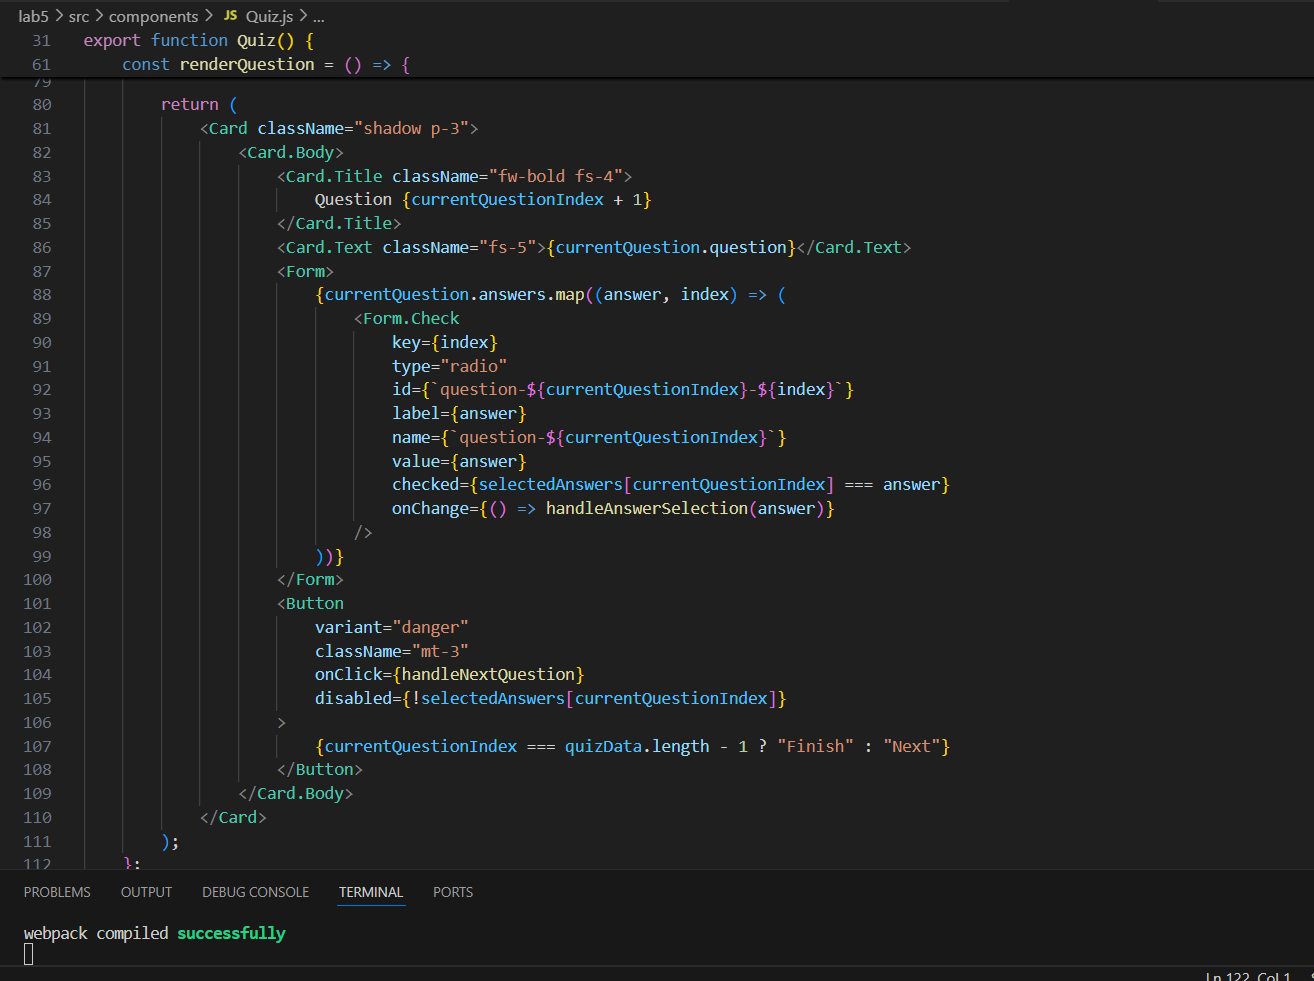 lab5 > src > components > JS Quiz.js > ...
31 export function Quiz() {
61 const renderQuestion = () => {
79
80 return (
81 <Card className="shadow p-3">
82 <Card.Body>
83 <Card.Title className="fw-bold fs-4">
84 Question {currentQuestionIndex + 1}
85 </Card.Title>
86 <Card.Text className="fs-5">{currentQuestion.question}</Card.Text>
87 <Form>
88 {currentQuestion.answers.map((answer, index) => (
89 <Form.Check
90 key={index}
91 type="radio"
92 id={`question-${currentQuestionIndex}-${index}`}
93 label={answer}
94 name={`question-${currentQuestionIndex}`}
95 value={answer}
96 checked={selectedAnswers[currentQuestionIndex] === answer}
97 onChange={() => handleAnswerSelection(answer)}
98 />
99 ))}
100 </Form>
101 <Button
102 variant="danger"
103 className="mt-3"
104 onClick={handleNextQuestion}
105 disabled={!selectedAnswers[currentQuestionIndex]}
106 >
107 {currentQuestionIndex === quizData.length - 1 ? "Finish" : "Next"}
108 </Button>
109 </Card.Body>
110 </Card>
111 );
112 };
PROBLEMS OUTPUT DEBUG CONSOLE TERMINAL PORTS
webpack compiled successfully
Ln 122, Col 1